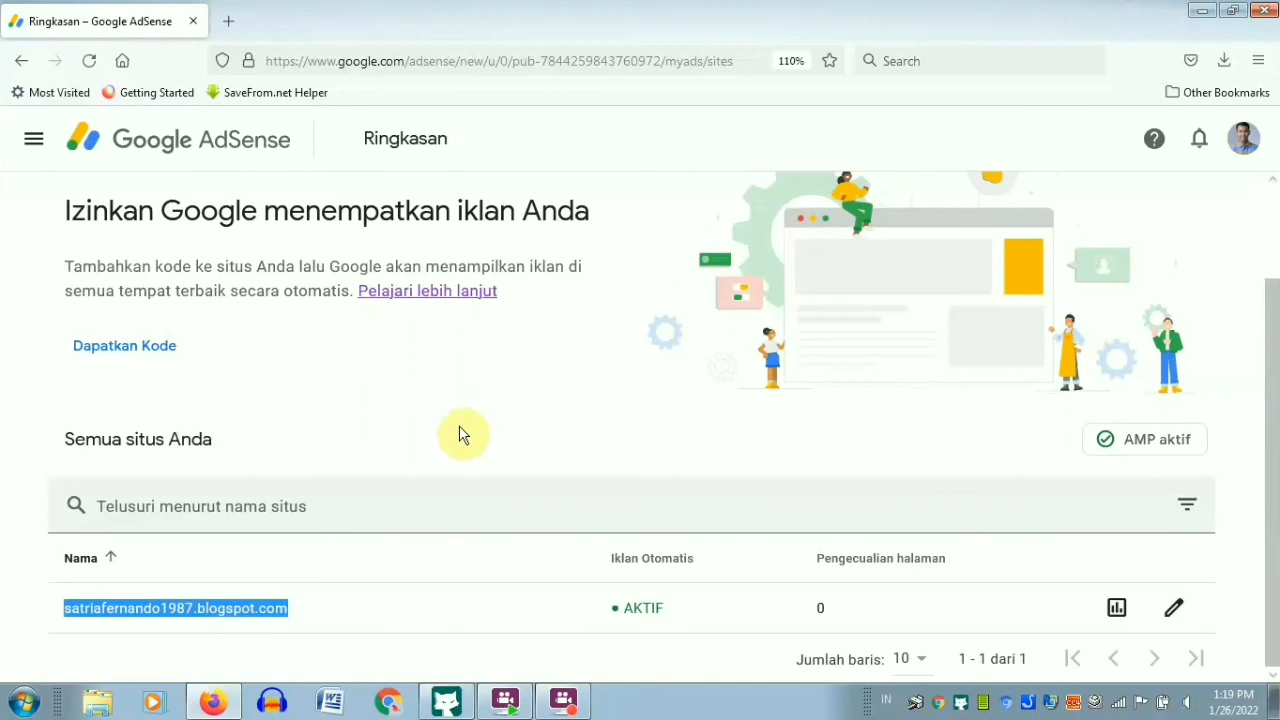 Ringkasan – Google AdSense
https://www.google.com/adsense/new/u/0/pub-7844259843760972/myads/sites
110%
Search
Most Visited
Getting Started
SaveFrom.net Helper
Other Bookmarks
Google AdSense
Ringkasan
Izinkan Google menempatkan iklan Anda
Tambahkan kode ke situs Anda lalu Google akan menampilkan iklan di
semua tempat terbaik secara otomatis. Pelajari lebih lanjut
Dapatkan Kode
Semua situs Anda
AMP aktif
Telusuri menurut nama situs
Nama
Iklan Otomatis
Pengecualian halaman
satriafernando1987.blogspot.com
AKTIF
0
Jumlah baris: 10
1 - 1 dari 1
IN
1:19 PM
1/26/2022